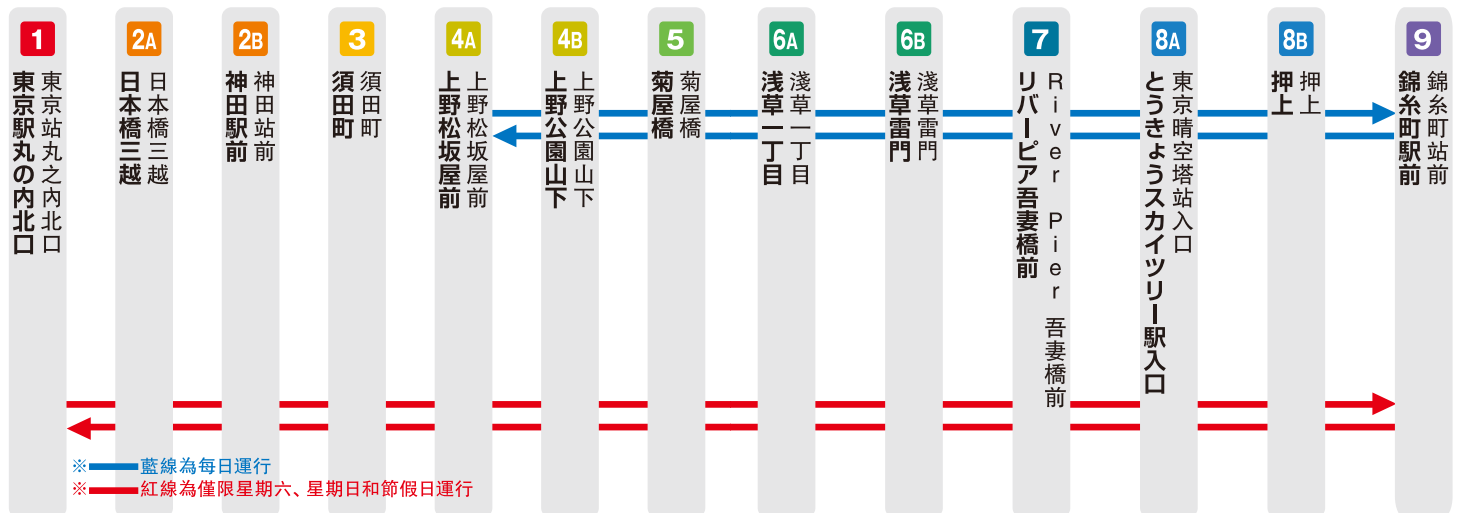 1
東京駅丸の内北口
東京站丸之內北口
2A
日本橋三越
日本橋三越
2B
神田駅前
神田站前
3
須田町
須田町
4A
上野松坂屋前
上野松坂屋前
4B
上野公園山下
上野公園山下
5
菊屋橋
菊屋橋
6A
浅草一丁目
淺草一丁目
6B
浅草雷門
淺草雷門
7
リバーピア吾妻橋前
River Pier 吾妻橋前
8A
とうきょうスカイツリー駅入口
東京晴空塔站入口
8B
押上
押上
9
錦糸町駅前
錦糸町站前
※藍線為每日運行
※紅線為僅限星期六、星期日和節假日運行